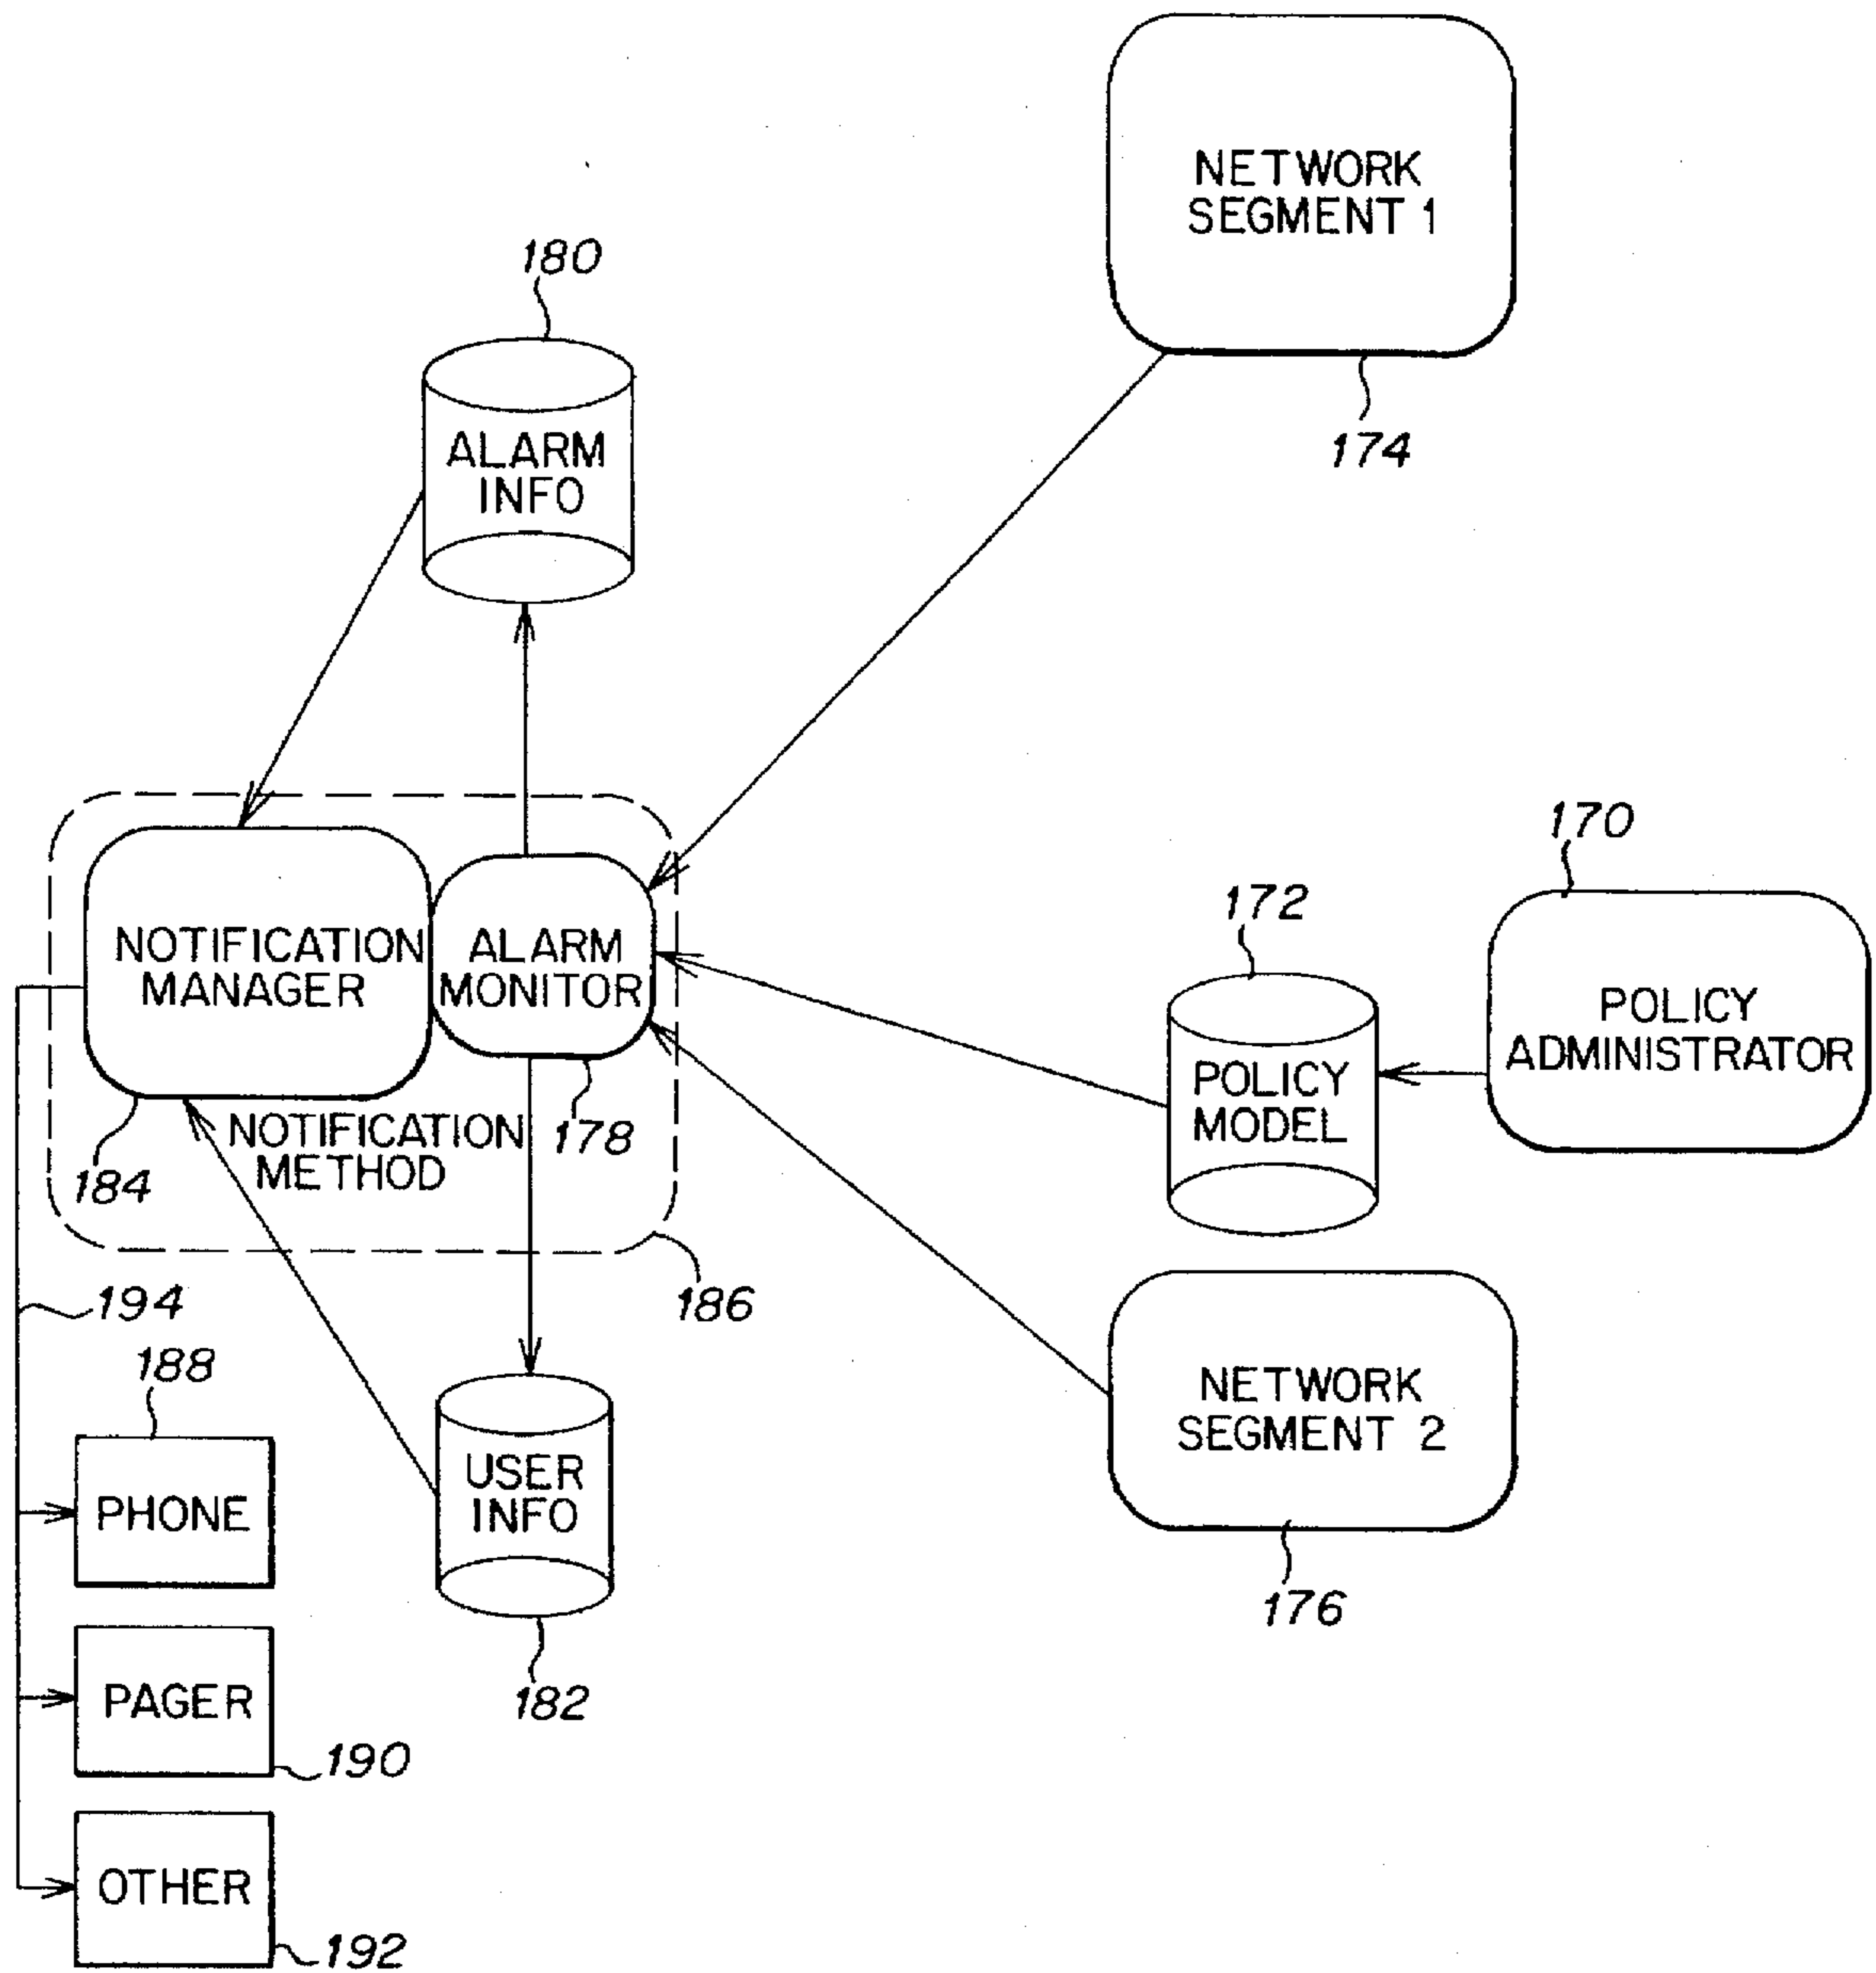 NETWORK
SEGMENT 1
174
180
ALARM
INFO
170
172
NOTIFICATION
MANAGER
ALARM
MONITOR
POLICY
ADMINISTRATOR
POLICY
MODEL
178
NOTIFICATION
METHOD
184
186
194
188
NETWORK
SEGMENT 2
176
USER
INFO
182
PHONE
PAGER
190
OTHER
192